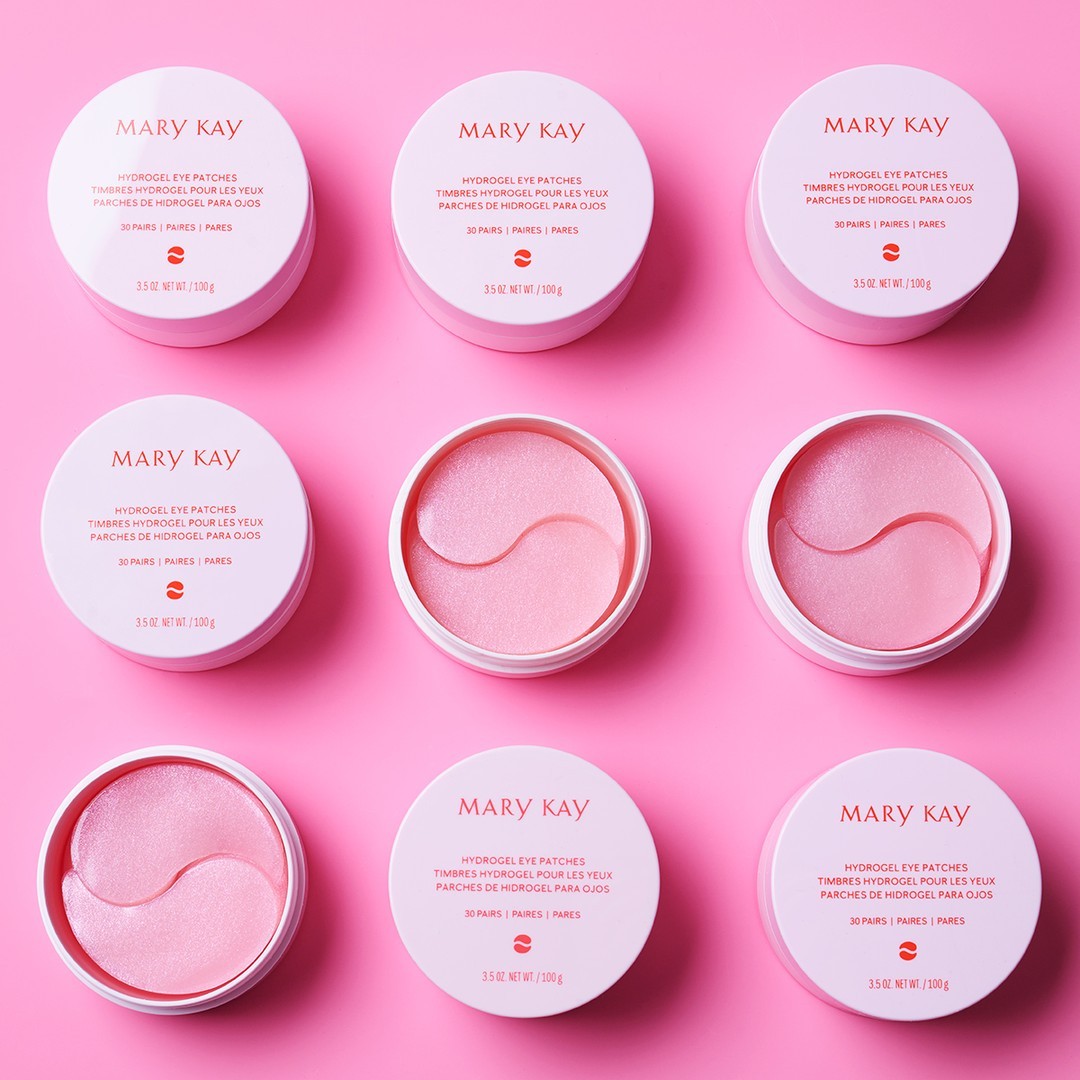 MARY KAY
HYDROGEL EYE PATCHES
TIMBRES HYDROGEL POUR LES YEUX
PARCHES DE HIDROGEL PARA OJOS
30 PAIRS | PAIRES | PARES
3.5 OZ. NET WT. / 100 g
MARY KAY
HYDROGEL EYE PATCHES
TIMBRES HYDROGEL POUR LES YEUX
PARCHES DE HIDROGEL PARA OJOS
30 PAIRS | PAIRES | PARES
3.5 OZ. NET WT. / 100 g
MARY KAY
HYDROGEL EYE PATCHES
TIMBRES HYDROGEL POUR LES YEUX
PARCHES DE HIDROGEL PARA OJOS
30 PAIRS | PAIRES | PARES
3.5 OZ. NET WT. / 100 g
MARY KAY
HYDROGEL EYE PATCHES
TIMBRES HYDROGEL POUR LES YEUX
PARCHES DE HIDROGEL PARA OJOS
30 PAIRS | PAIRES | PARES
3.5 OZ. NET WT. / 100 g
MARY KAY
HYDROGEL EYE PATCHES
TIMBRES HYDROGEL POUR LES YEUX
PARCHES DE HIDROGEL PARA OJOS
30 PAIRS | PAIRES | PARES
3.5 OZ. NET WT. / 100 g
MARY KAY
HYDROGEL EYE PATCHES
TIMBRES HYDROGEL POUR LES YEUX
PARCHES DE HIDROGEL PARA OJOS
30 PAIRS | PAIRES | PARES
3.5 OZ. NET WT. / 100 g